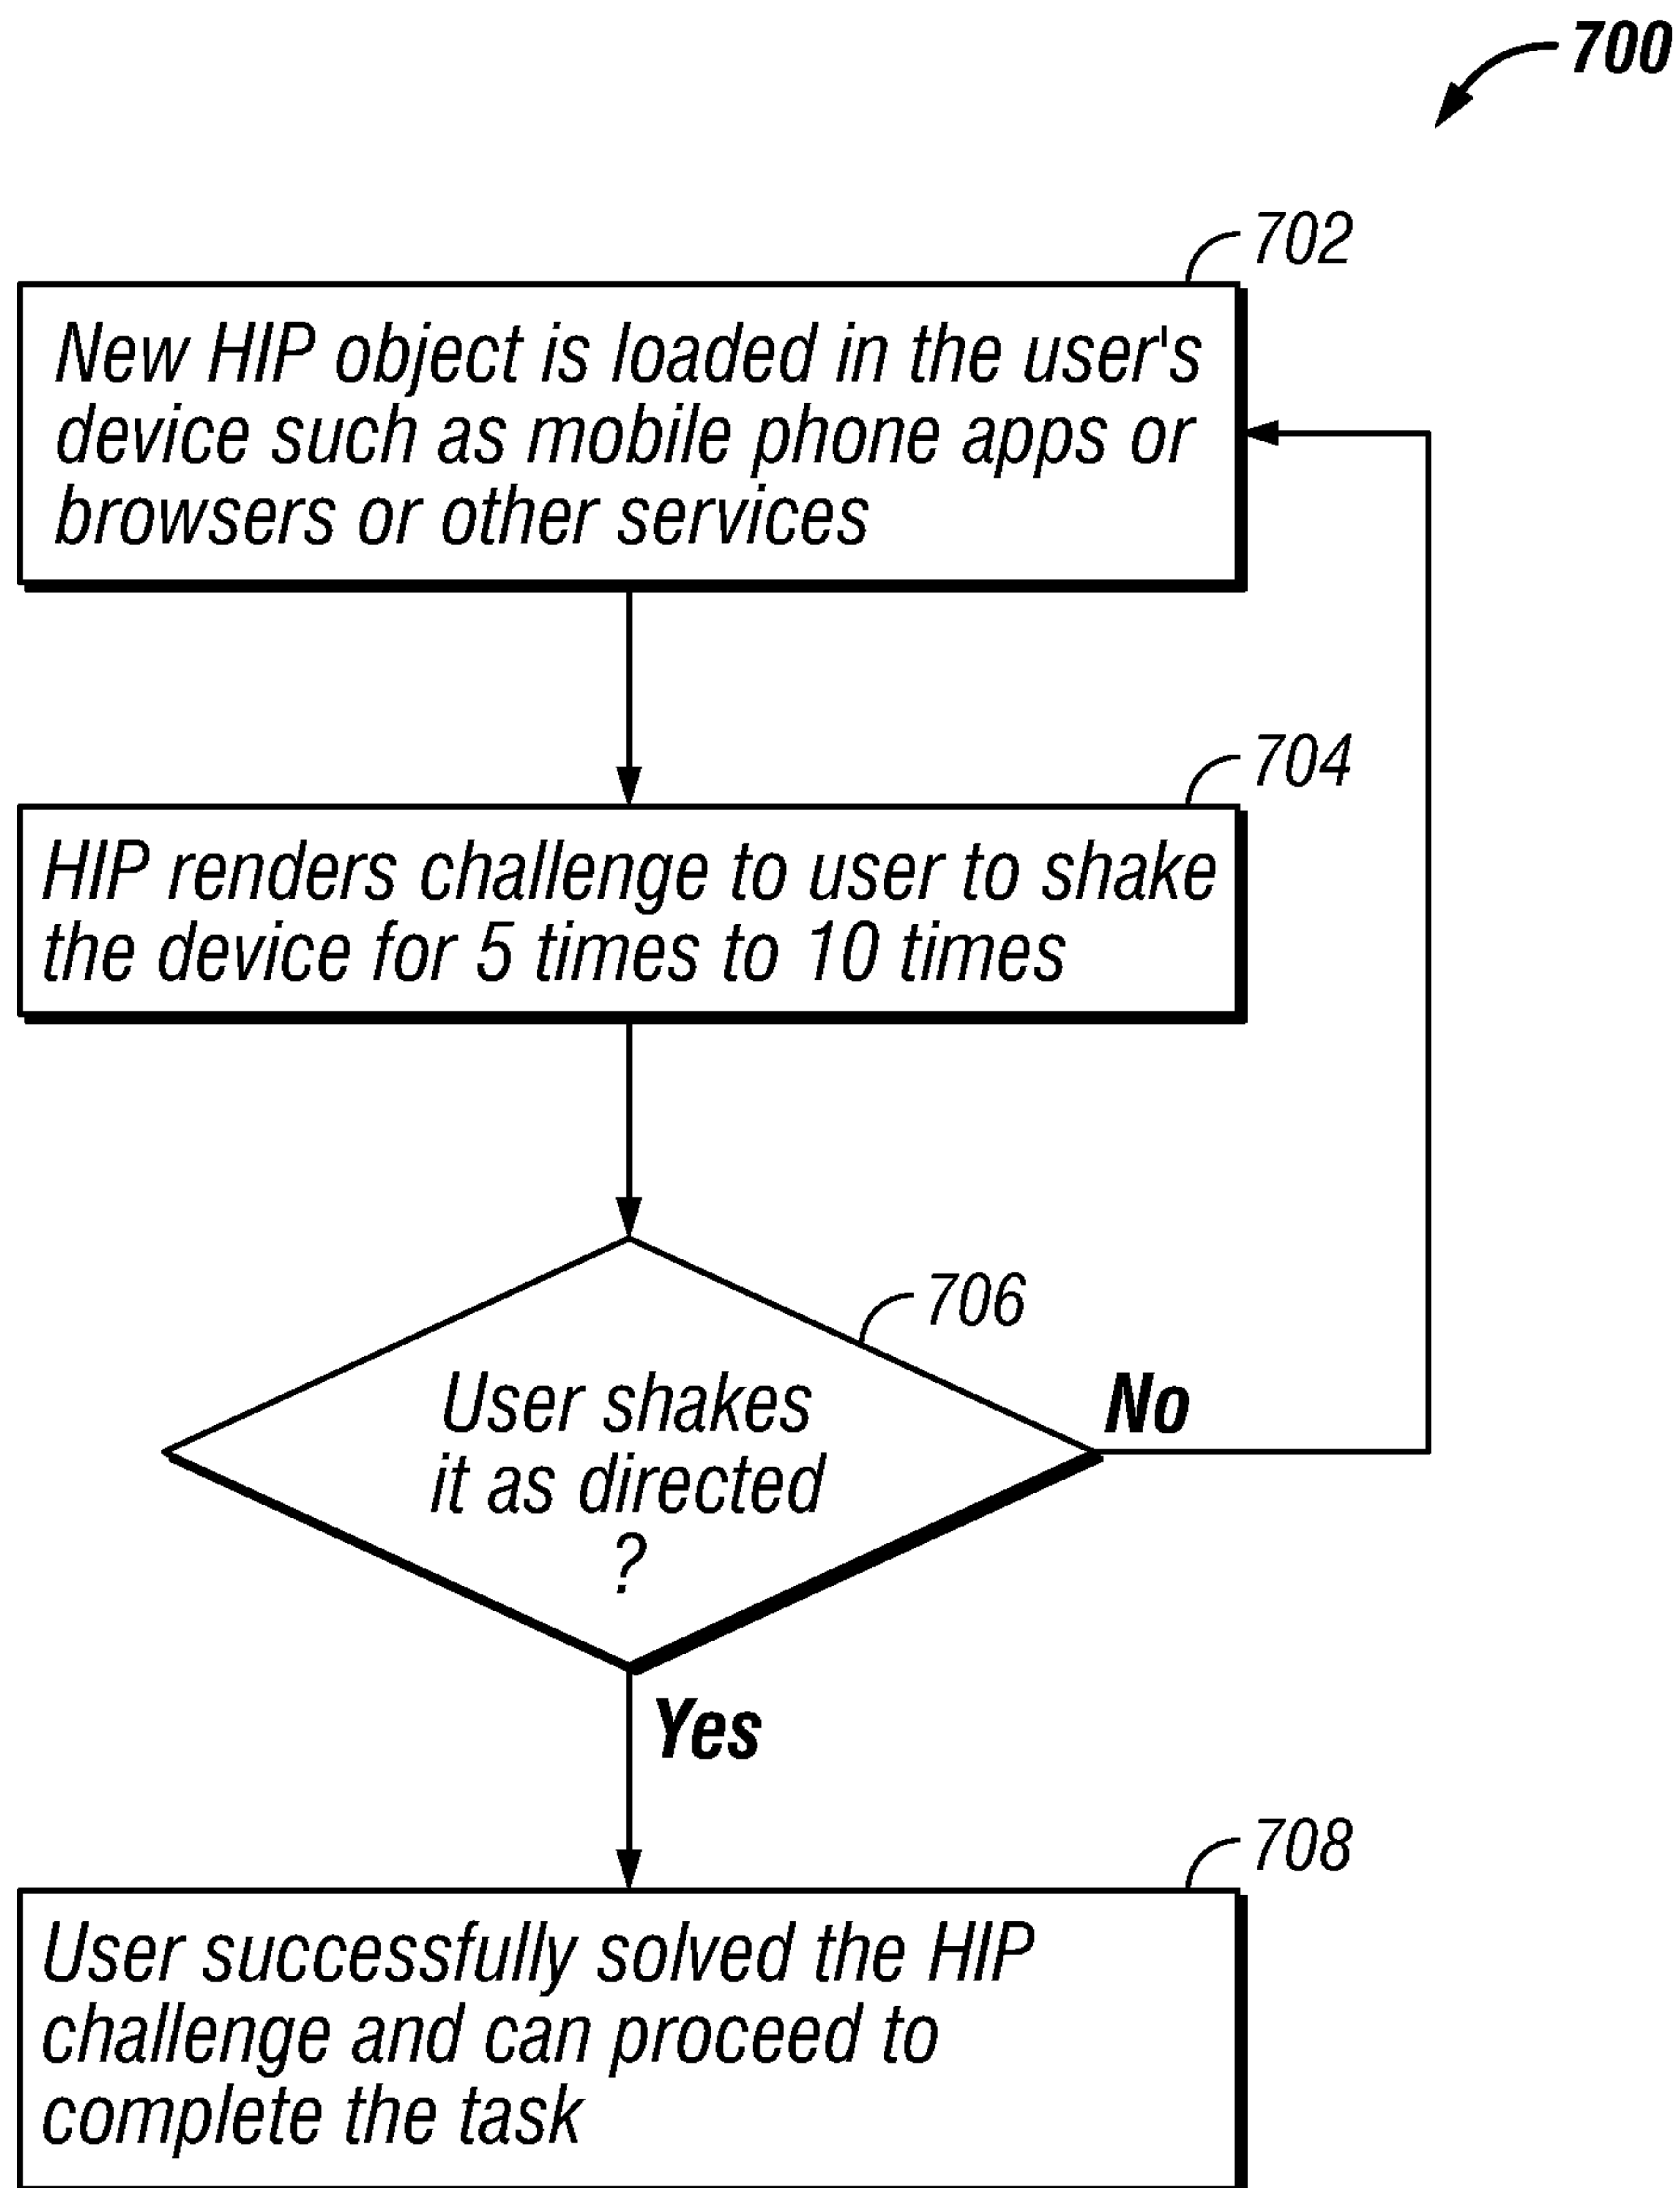 700
702
New HIP object is loaded in the user's
device such as mobile phone apps or
browsers or other services
704
HIP renders challenge to user to shake
the device for 5 times to 10 times
706
User shakes
it as directed
?
No
Yes
708
User successfully solved the HIP
challenge and can proceed to
complete the task